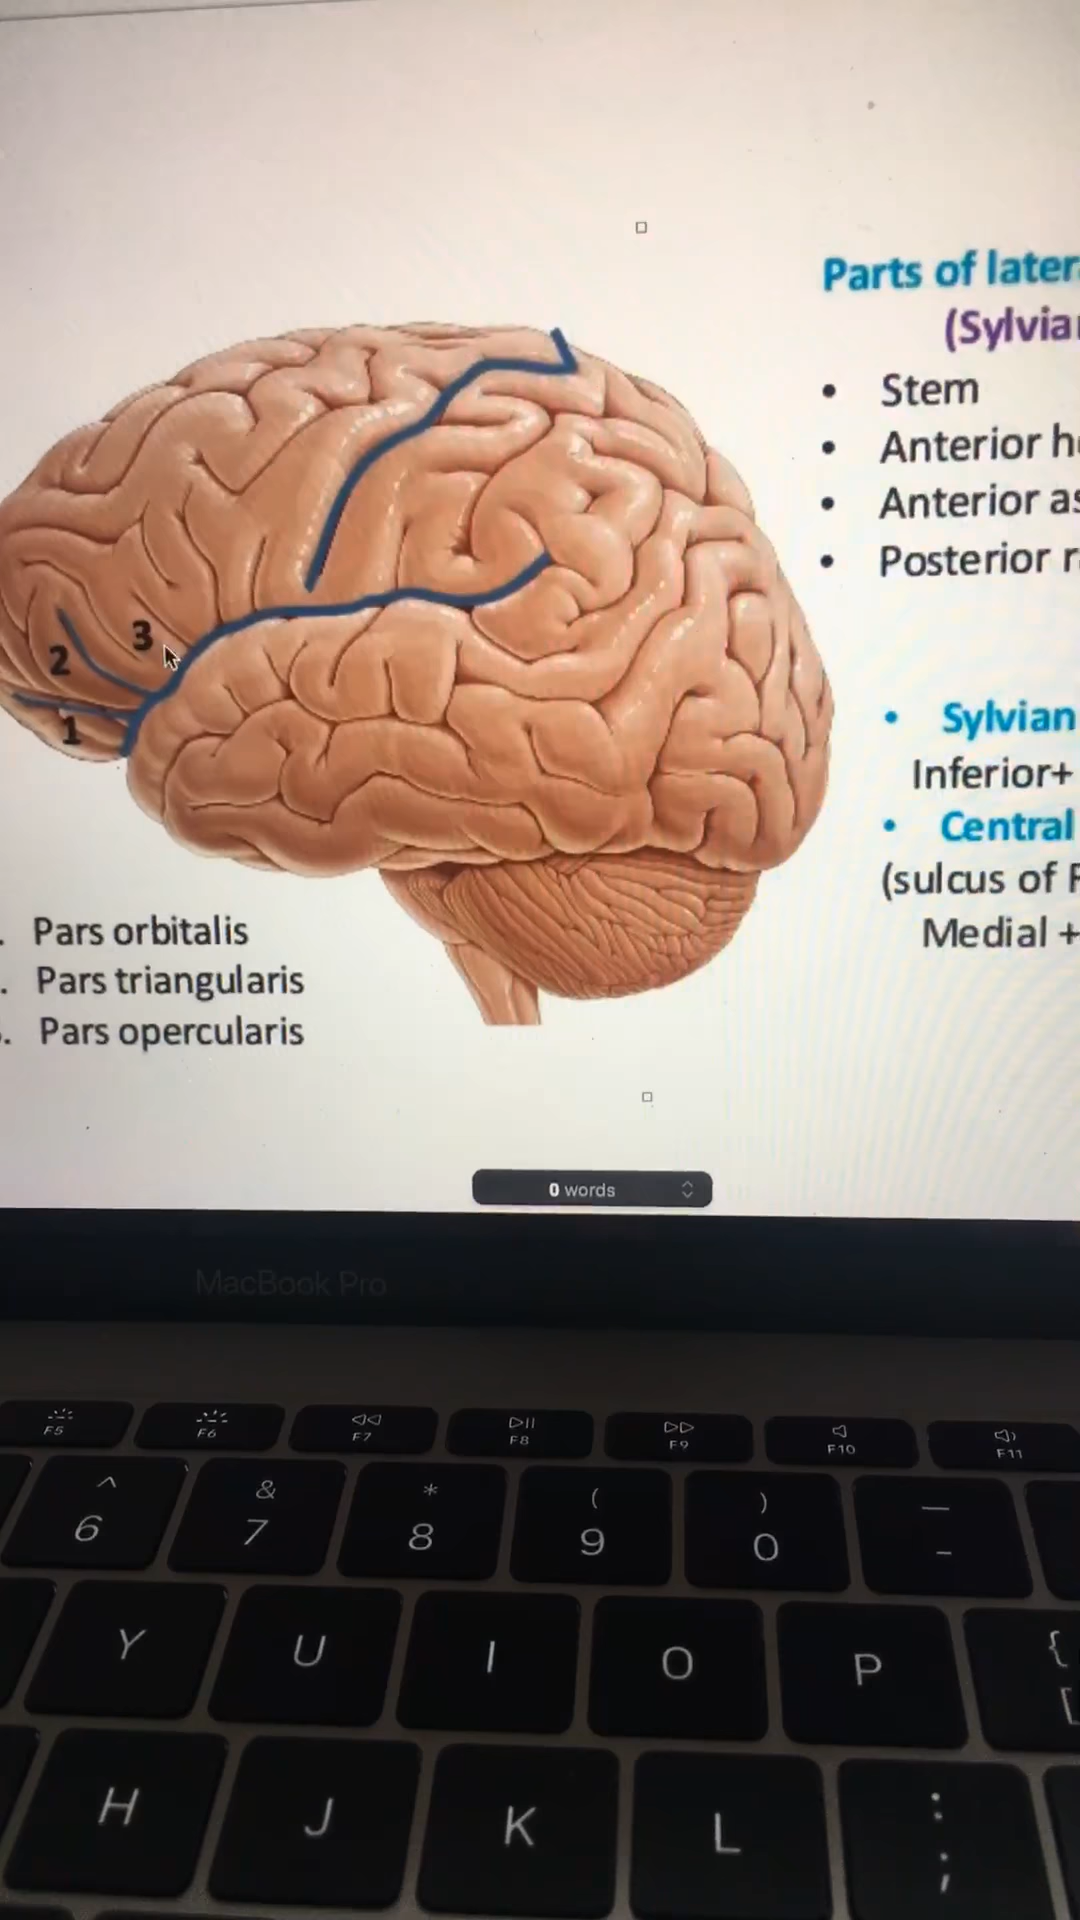 Parts of later
(Sylvia
• Stem
• Anterior h
• Anterior as
• Posterior r
3
2
1
• Sylvian
Inferior+
• Central
(sulcus of F
Medial +
. Pars orbitalis
. Pars triangularis
. Pars opercularis
0 words
MacBook Pro
F5 F6 F7 F8 F9 F10 F11
^ & * ( ) —
6 7 8 9 0 -
Y U I O P { [
H J K L : ;